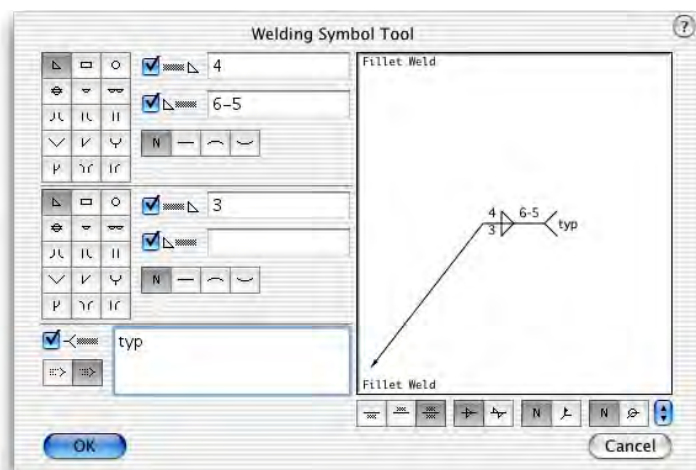 Welding Symbol Tool
?
4
6-5
N
3
N
typ
OK
Fillet Weld
4 6-5
3
typ
Fillet Weld
N N
Cancel